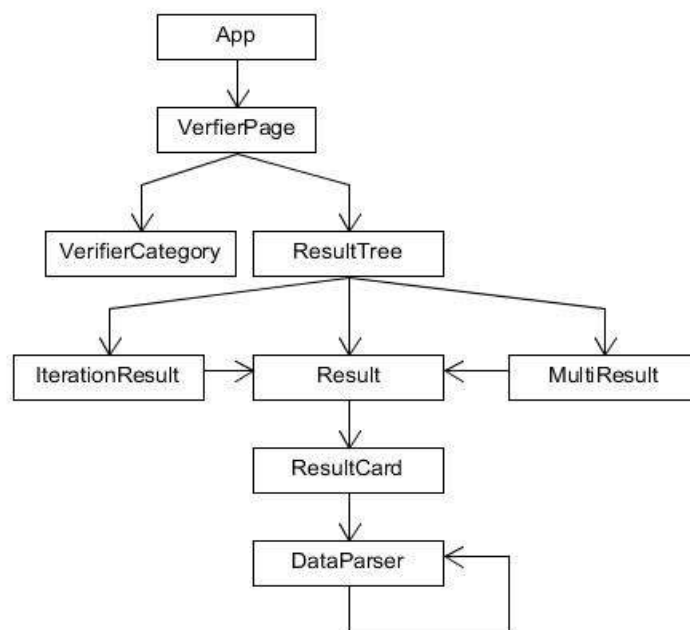 App
VerfierPage
VerifierCategory
ResultTree
IterationResult
Result
MultiResult
ResultCard
DataParser